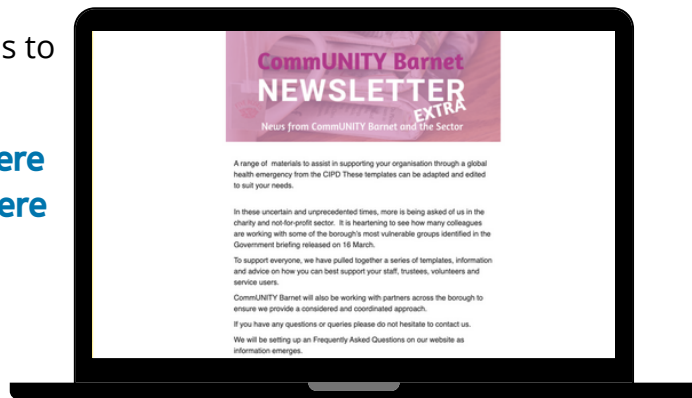 s to
ere
ere
CommUNITY Barnet
NEWSLETTER
EXTRA
News from CommUNITY Barnet and the Sector
A range of materials to assist in supporting your organisation through a global
health emergency from the CIPD These templates can be adapted and edited
to suit your needs.
In these uncertain and unprecedented times, more is being asked of us in the
charity and not-for-profit sector. It is heartening to see how many colleagues
are working with some of the borough's most vulnerable groups identified in the
Government briefing released on 16 March.
To support everyone, we have pulled together a series of templates, information
and advice on how you can best support your staff, trustees, volunteers and
service users.
CommUNITY Barnet will also be working with partners across the borough to
ensure we provide a considered and coordinated approach.
If you have any questions or queries please do not hesitate to contact us.
We will be setting up an Frequently Asked Questions on our website as
information emerges.